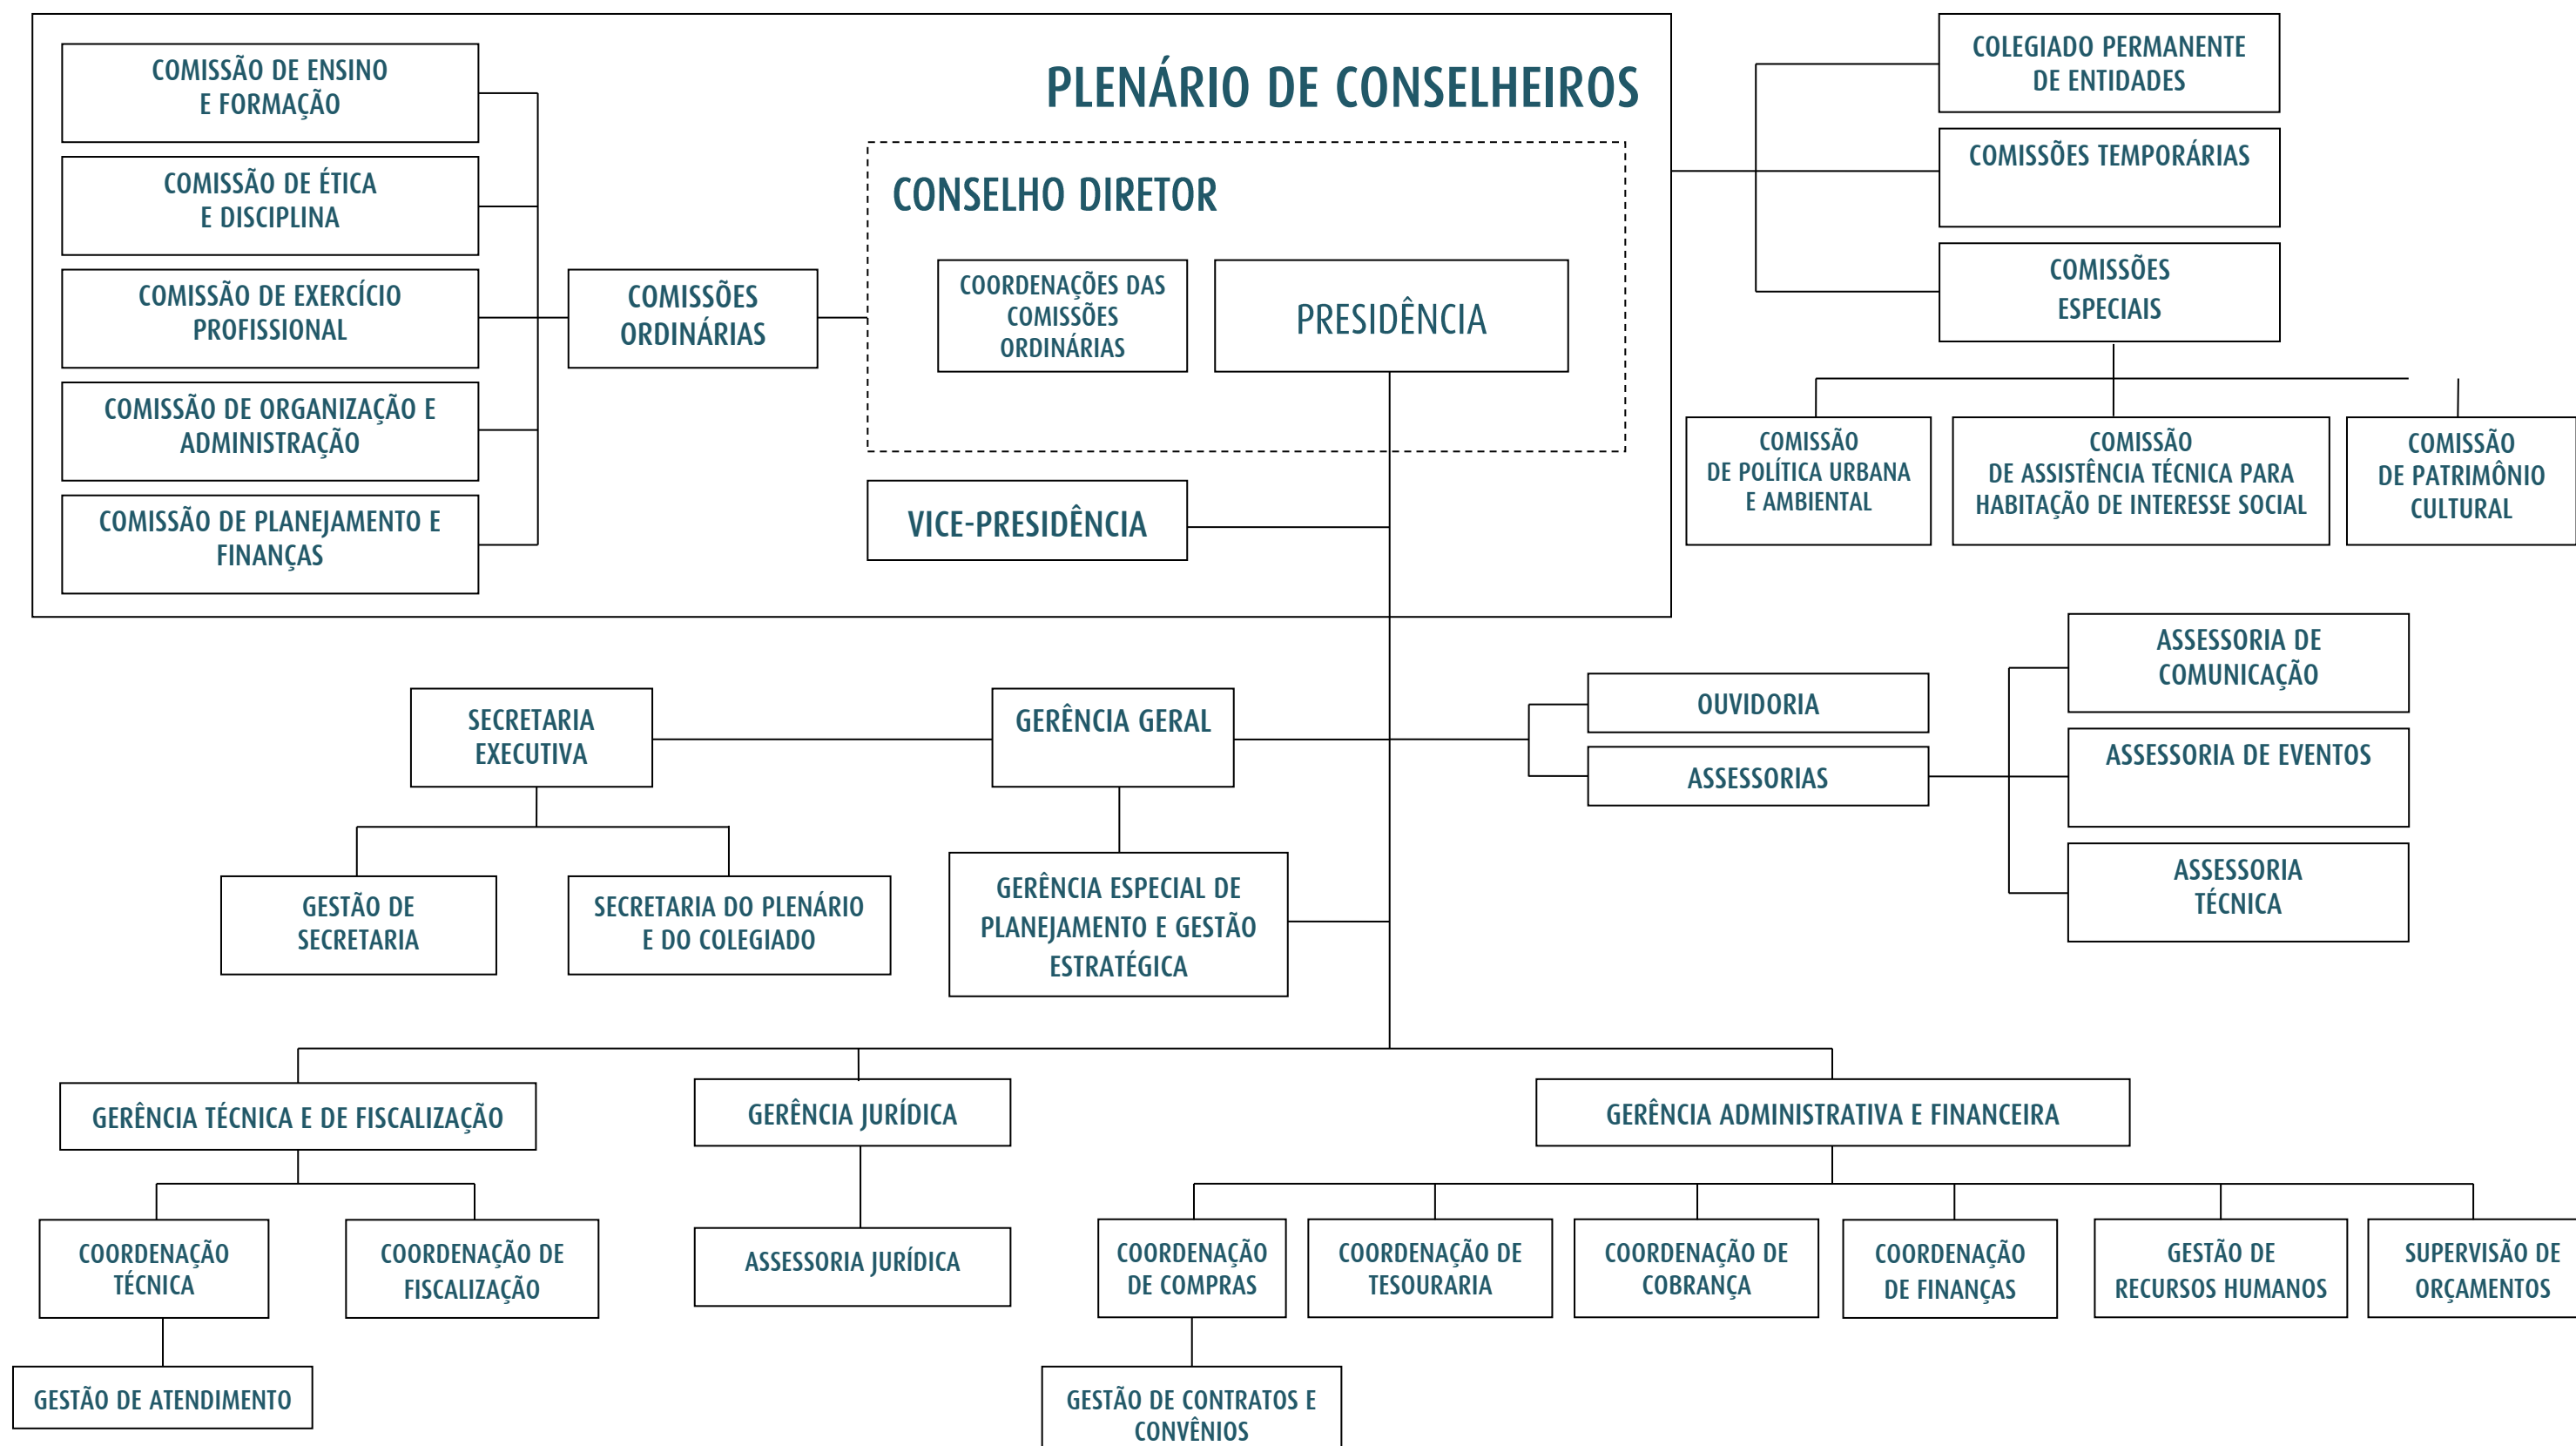 PLENÁRIO DE CONSELHEIROS
COMISSÃO DE ENSINO
E FORMAÇÃO
COMISSÃO DE ÉTICA
E DISCIPLINA
COMISSÃO DE EXERCÍCIO
PROFISSIONAL
COMISSÃO DE ORGANIZAÇÃO E
ADMINISTRAÇÃO
COMISSÃO DE PLANEJAMENTO E
FINANÇAS
COMISSÕES
ORDINÁRIAS
CONSELHO DIRETOR
COORDENAÇÕES DAS
COMISSÕES
ORDINÁRIAS
PRESIDÊNCIA
VICE-PRESIDÊNCIA
COLEGIADO PERMANENTE
DE ENTIDADES
COMISSÕES TEMPORÁRIAS
COMISSÕES
ESPECIAIS
COMISSÃO
DE POLÍTICA URBANA
E AMBIENTAL
COMISSÃO
DE ASSISTÊNCIA TÉCNICA PARA
HABITAÇÃO DE INTERESSE SOCIAL
COMISSÃO
DE PATRIMÔNIO
CULTURAL
SECRETARIA
EXECUTIVA
GERÊNCIA GERAL
OUVIDORIA
ASSESSORIAS
ASSESSORIA DE
COMUNICAÇÃO
ASSESSORIA DE EVENTOS
ASSESSORIA
TÉCNICA
GESTÃO DE
SECRETARIA
SECRETARIA DO PLENÁRIO
E DO COLEGIADO
GERÊNCIA ESPECIAL DE
PLANEJAMENTO E GESTÃO
ESTRATÉGICA
GERÊNCIA TÉCNICA E DE FISCALIZAÇÃO
GERÊNCIA JURÍDICA
GERÊNCIA ADMINISTRATIVA E FINANCEIRA
COORDENAÇÃO
TÉCNICA
COORDENAÇÃO DE
FISCALIZAÇÃO
ASSESSORIA JURÍDICA
COORDENAÇÃO
DE COMPRAS
COORDENAÇÃO DE
TESOURARIA
COORDENAÇÃO DE
COBRANÇA
COORDENAÇÃO
DE FINANÇAS
GESTÃO DE
RECURSOS HUMANOS
SUPERVISÃO DE
ORÇAMENTOS
GESTÃO DE ATENDIMENTO
GESTÃO DE CONTRATOS E
CONVÊNIOS